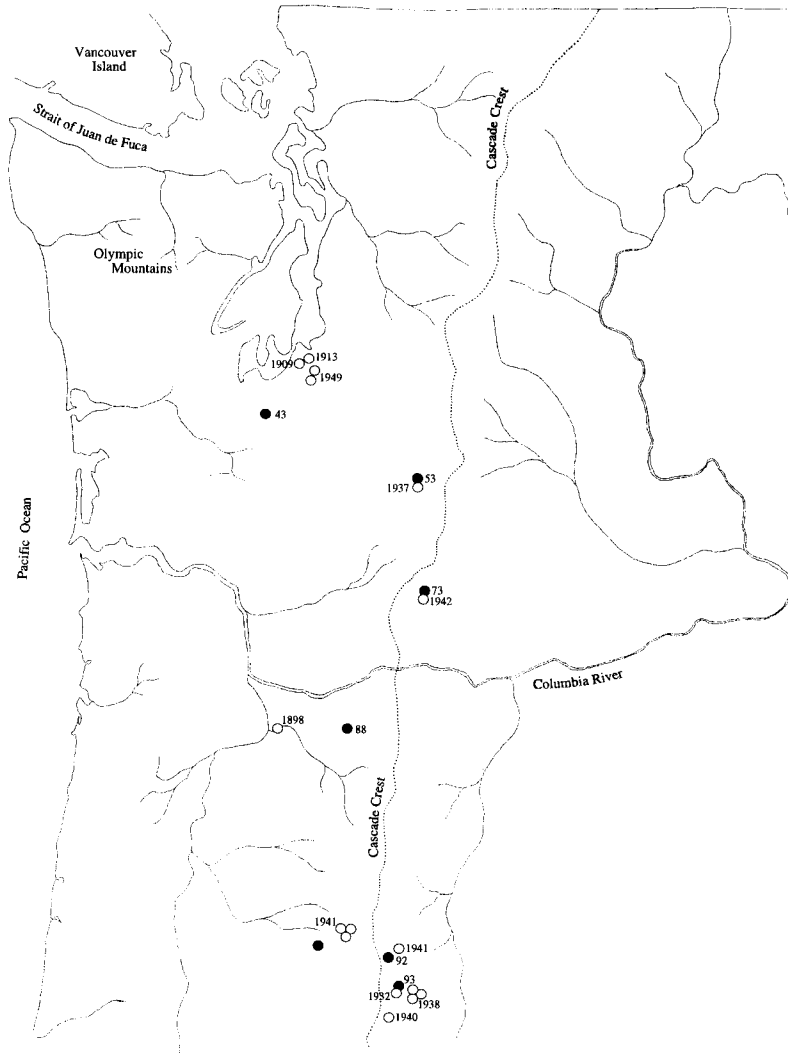 Vancouver
Island
Strait of Juan de Fuca
Cascade Crest
Olympic
Mountains
1913
1909
1949
43
53
1937
Pacific Ocean
73
1942
Columbia River
1898
88
Cascade Crest
1941
1941
92
93
1932
1938
1940